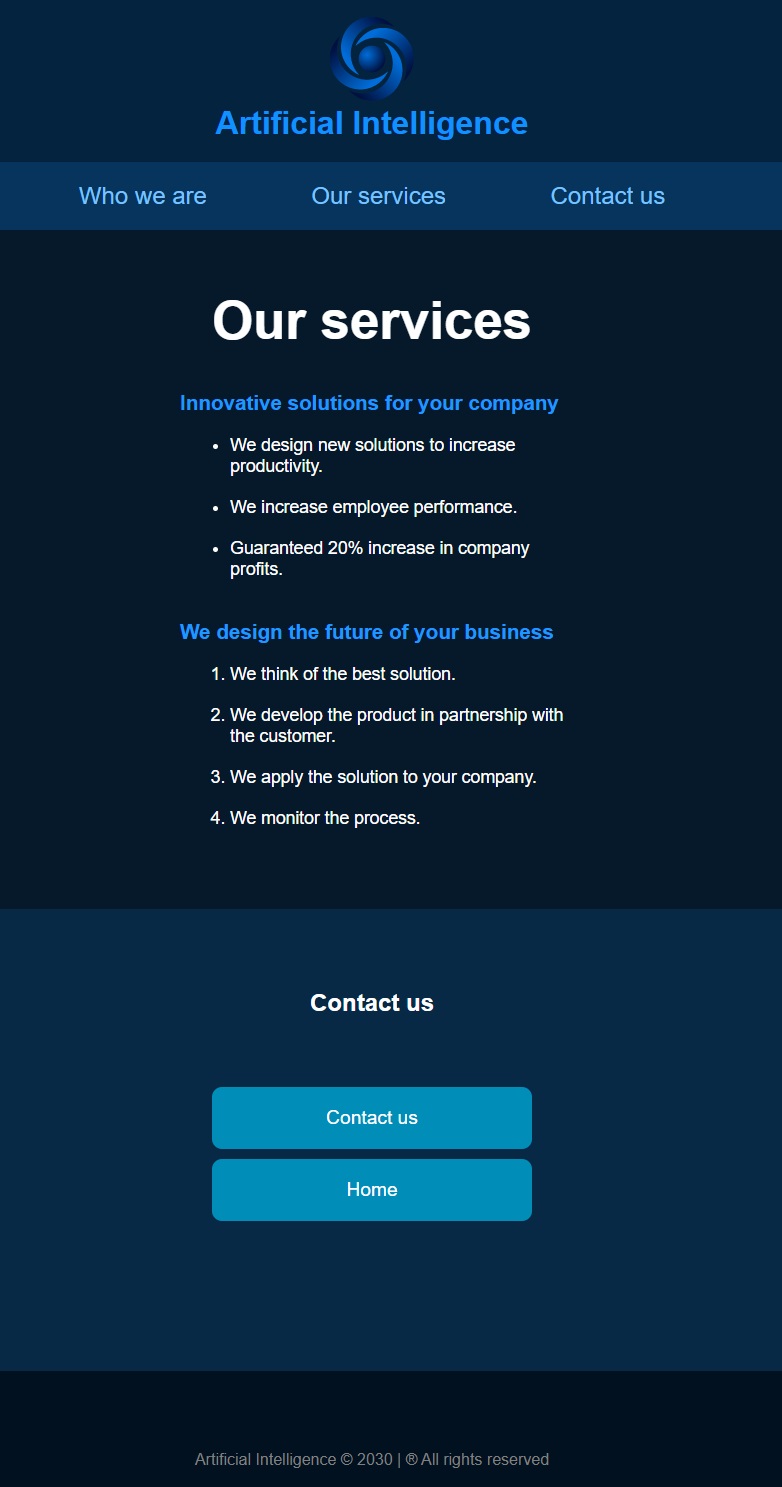 Artificial Intelligence
Who we are Our services Contact us
Our services
Innovative solutions for your company
• We design new solutions to increase
productivity.
• We increase employee performance.
• Guaranteed 20% increase in company
profits.
We design the future of your business
1. We think of the best solution.
2. We develop the product in partnership with
the customer.
3. We apply the solution to your company.
4. We monitor the process.
Contact us
Contact us
Home
Artificial Intelligence © 2030 | ® All rights reserved